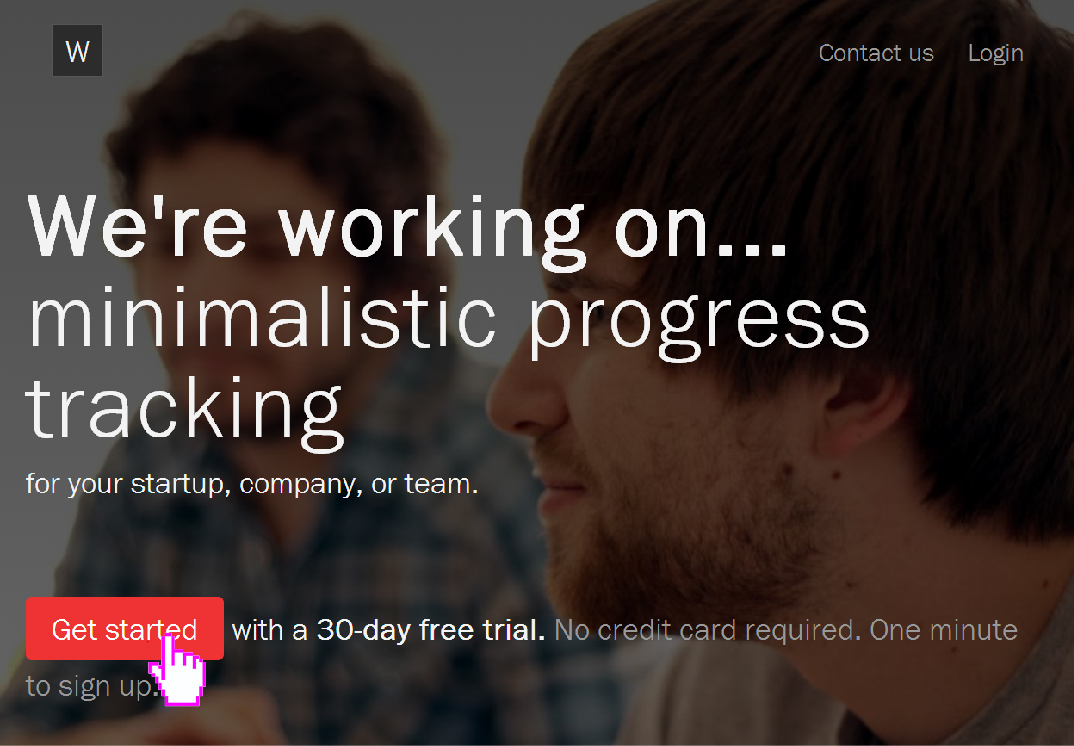 W
Contact us Login
We're working on...
minimalistic progress
tracking
for your startup, company, or team.
Get started with a 30-day free trial. No credit card required. One minute
to sign up.